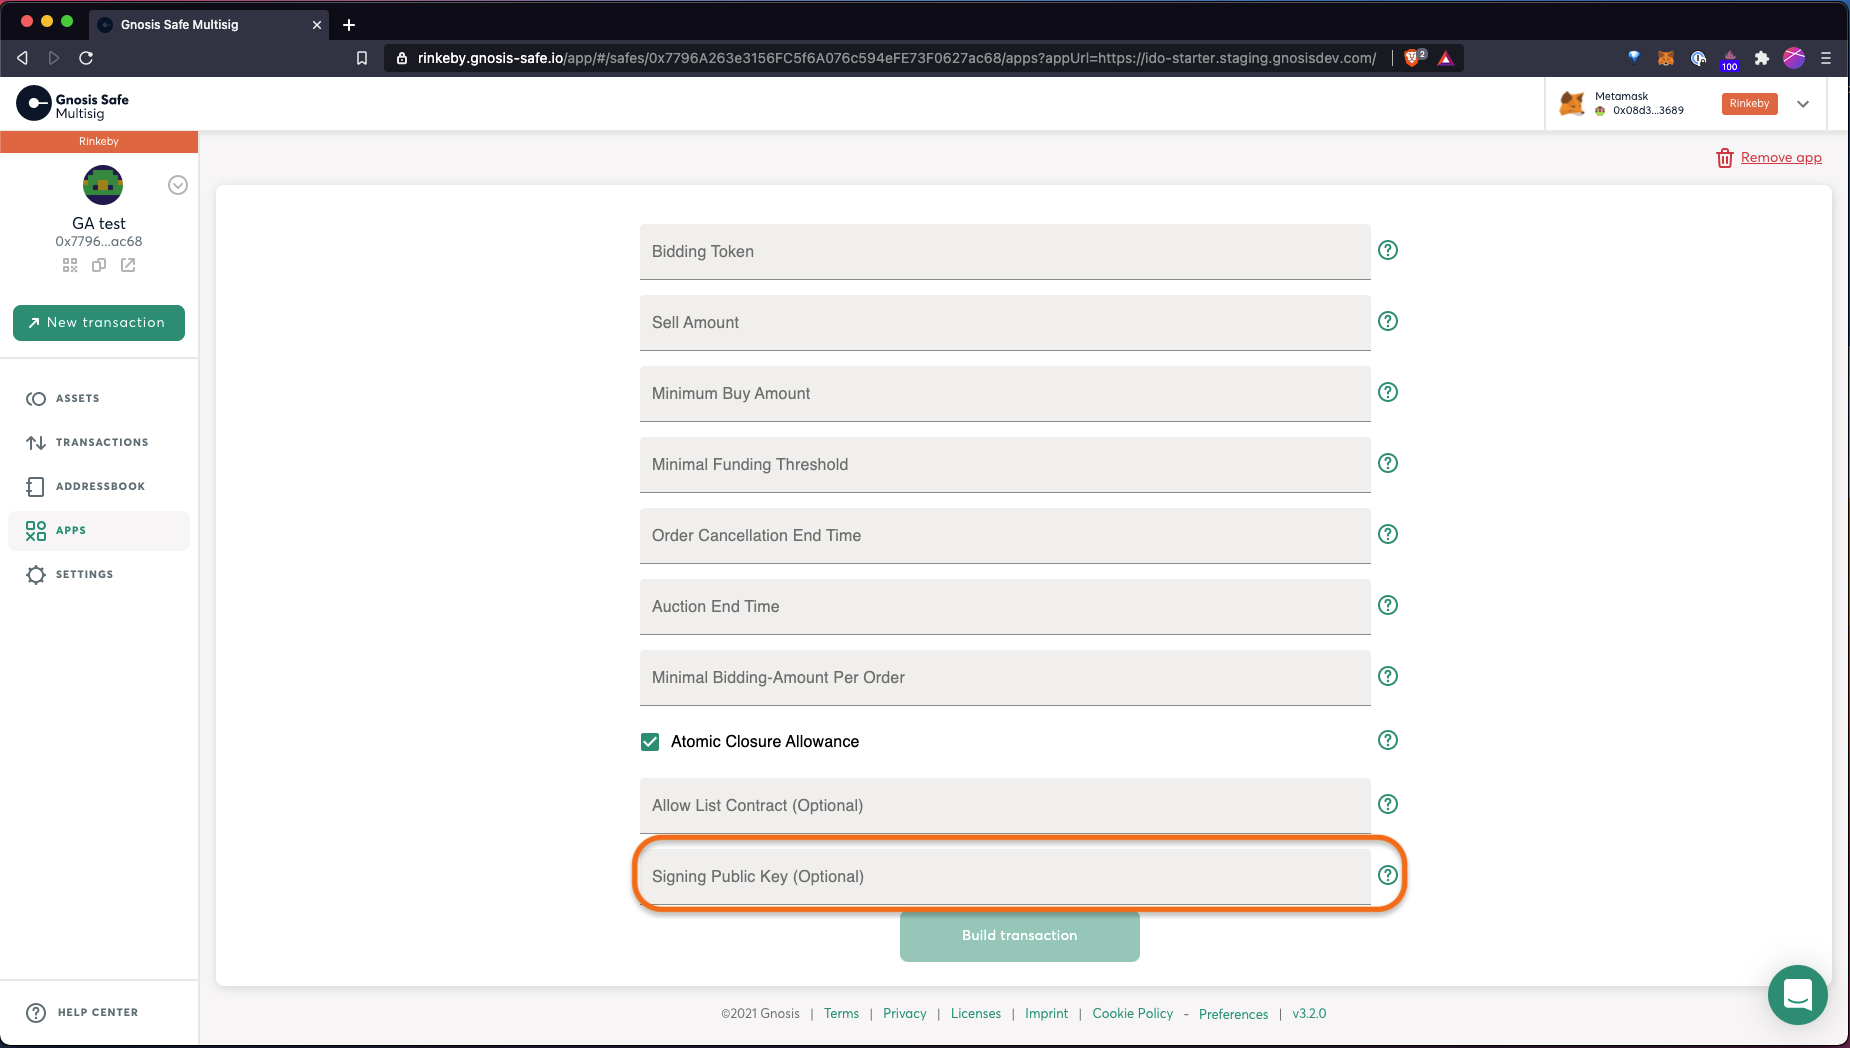 Gnosis Safe Multisig
rinkeby.gnosis-safe.io/app/#/safes/0x7796A263e3156FC5f6A076c594eFE73F0627ac68/apps?appUrl=https://ido-starter.staging.gnosisdev.com/
2
100
Gnosis Safe
Multisig
Metamask
0x08d3...3689
Rinkeby
Rinkeby
Remove app
GA test
0x7796...ac68
New transaction
ASSETS
TRANSACTIONS
ADDRESSBOOK
APPS
SETTINGS
HELP CENTER
Bidding Token
Sell Amount
Minimum Buy Amount
Minimal Funding Threshold
Order Cancellation End Time
Auction End Time
Minimal Bidding-Amount Per Order
Atomic Closure Allowance
Allow List Contract (Optional)
Signing Public Key (Optional)
Build transaction
©2021 Gnosis | Terms | Privacy | Licenses | Imprint | Cookie Policy - Preferences | v3.2.0